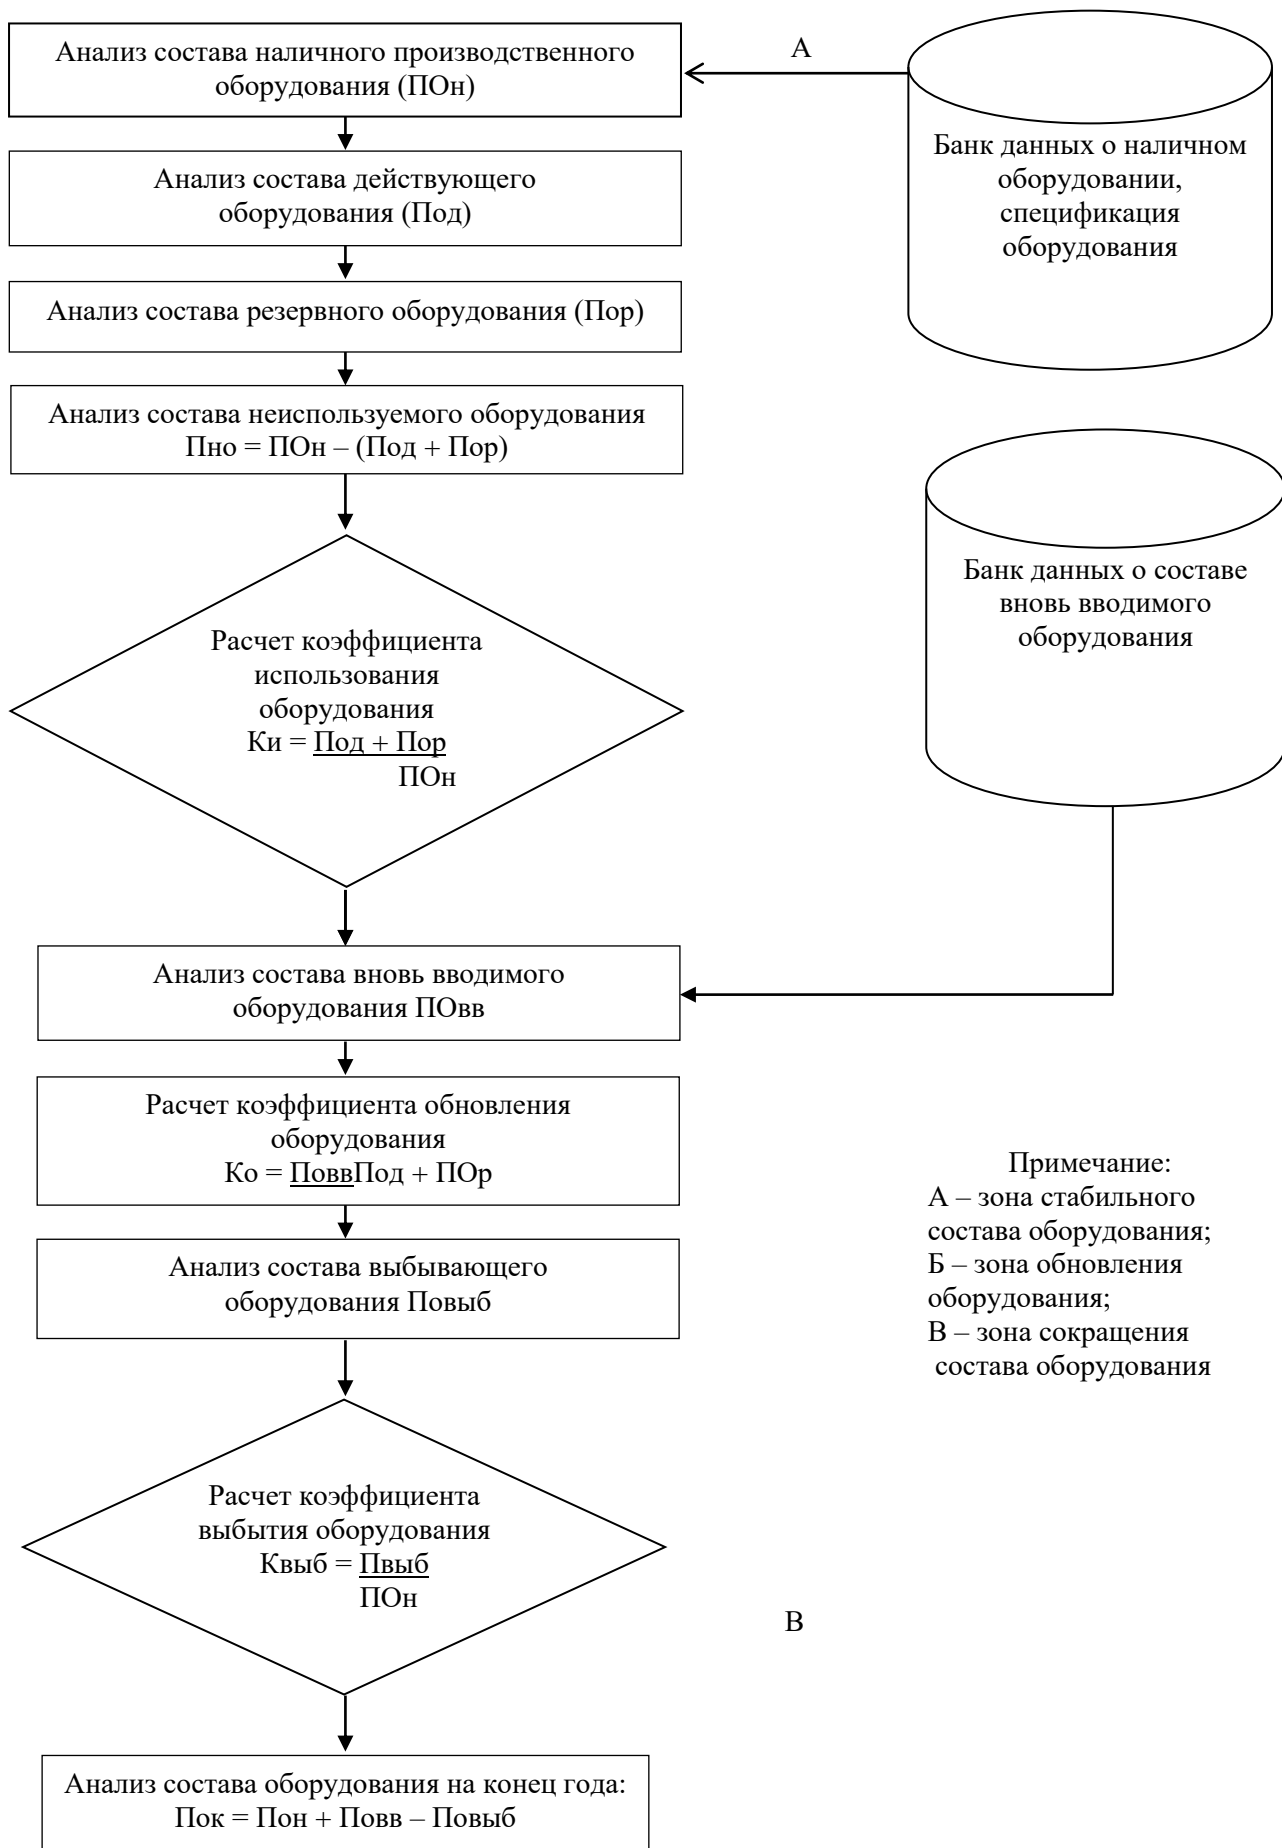 Анализ состава наличного производственного
оборудования (ПОн)
А
Банк данных о наличном
оборудовании,
спецификация
оборудования
Анализ состава действующего
оборудования (Под)
Анализ состава резервного оборудования (Пор)
Анализ состава неиспользуемого оборудования
Пно = ПОн – (Под + Пор)
Банк данных о составе
вновь вводимого
оборудования
Расчет коэффициента
использования
оборудования
Ки = Под + Пор
ПОн
Анализ состава вновь вводимого
оборудования ПОвв
Расчет коэффициента обновления
оборудования
Ко = ПоввПод + ПОр
Анализ состава выбывающего
оборудования Повыб
Примечание:
А – зона стабильного
состава оборудования;
Б – зона обновления
оборудования;
В – зона сокращения
состава оборудования
Расчет коэффициента
выбытия оборудования
Квыб = Пвыб
ПОн
В
Анализ состава оборудования на конец года:
Пок = Пон + Повв – Повыб